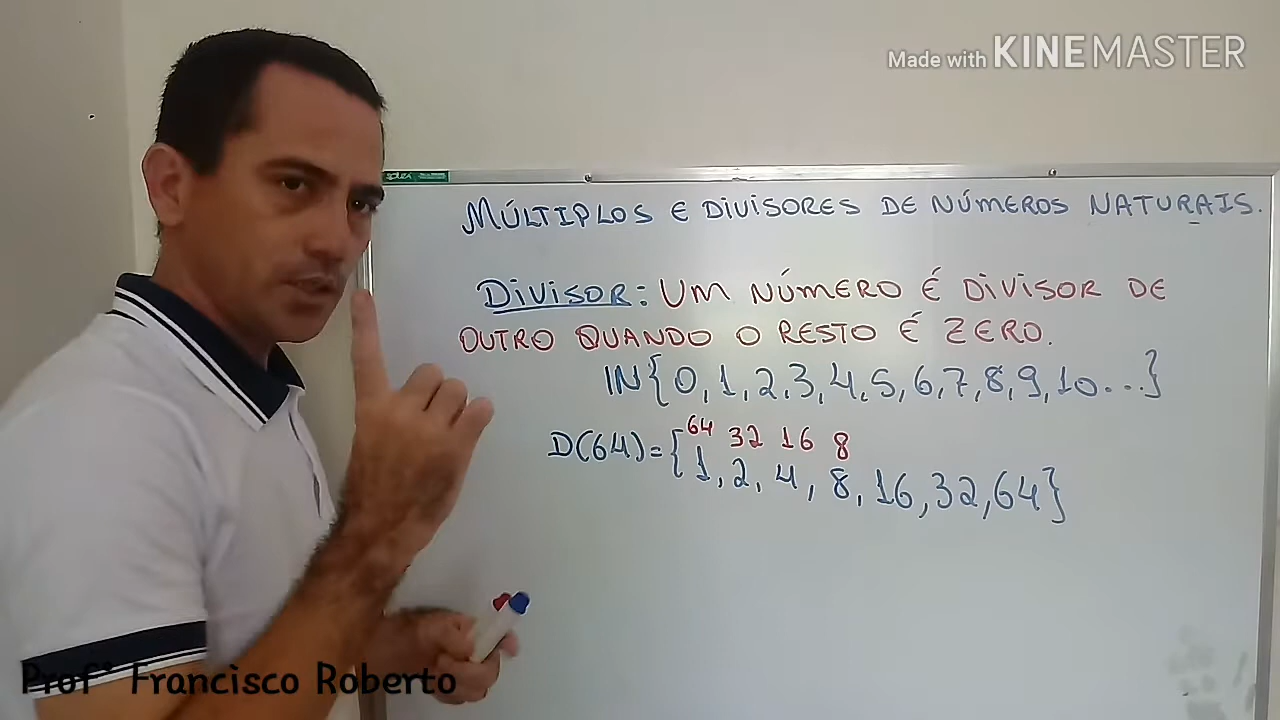 Made with KINEMASTER
MÚLTIPLOS E DIVISORES DE NÚMEROS NATURAIS.
DIVISOR: UM NÚMERO É DIVISOR DE
OUTRO QUANDO O RESTO É ZERO.
IN{0,1,2,3,4,5,6,7,8,9,10...}
64 32 16 8
D(64)={1,2,4,8,16,32,64}
Prof° Francisco Roberto